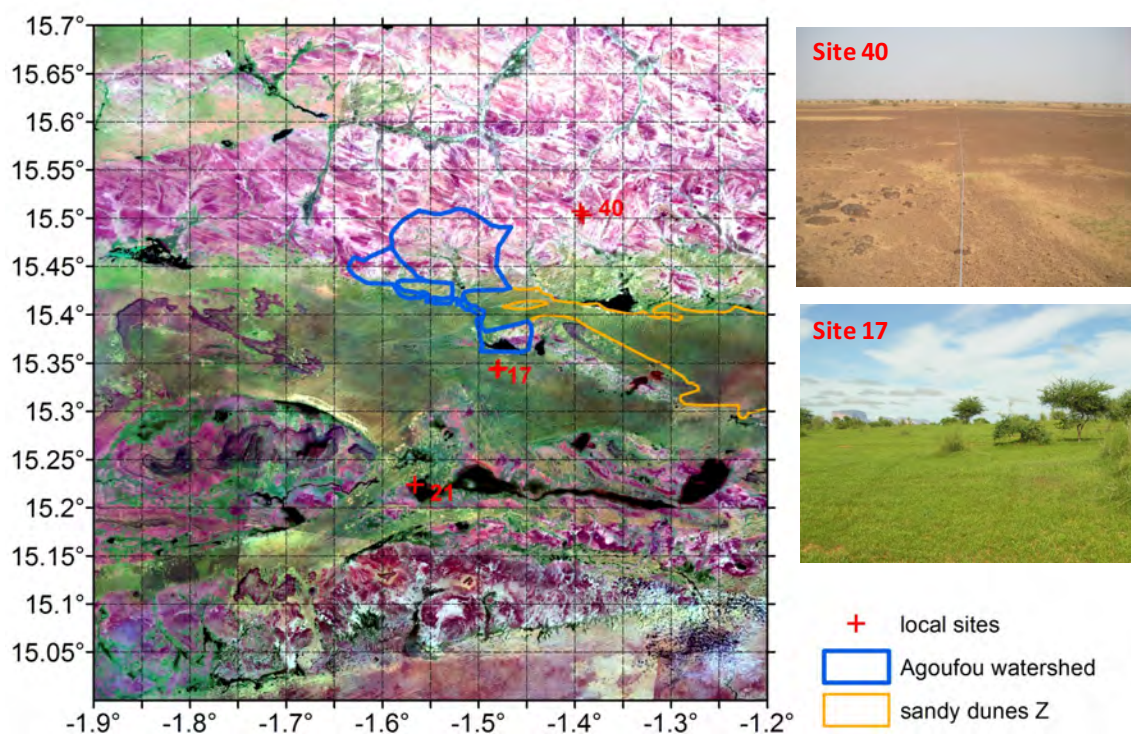 15.7°
15.65°
15.6°
15.55°
15.5°
15.45°
15.4°
15.35°
15.3°
15.25°
15.2°
15.15°
15.1°
15.05°
-1.9° -1.8° -1.7° -1.6° -1.5° -1.4° -1.3° -1.2°
40
17
21
Site 40
Site 17
local sites
Agoufou watershed
sandy dunes Z